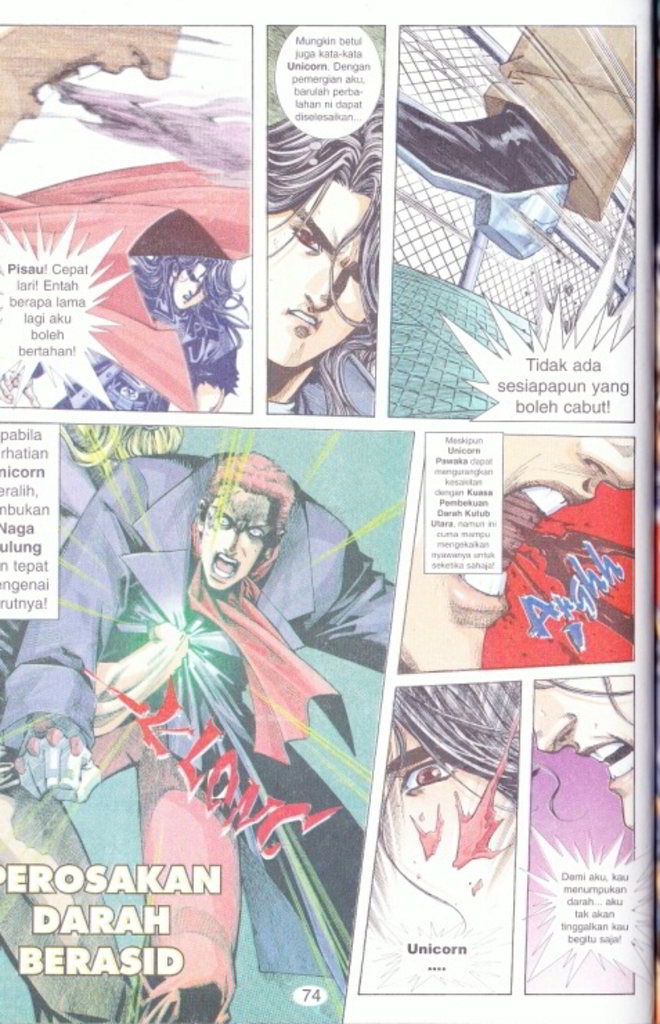 Pisau! Cepat
lari! Entah
berapa lama
lagi aku
boleh
bertahan!
Mungkin betul
juga kata-kata
Unicorn. Dengan
pemergian aku,
barulah perba-
lahan ni dapat
diselesaikan...
Tidak ada
sesiapapun yang
boleh cabut!
pabila
rhatian
nicorn
eralih,
mbukan
Naga
ulung
n tepat
engenai
rutnya!
KLONG
PEROSAKAN
DARAH
BERASID
Meskipun
Unicorn
Pawaka dapat
mengurangkan
kesakitan
dengan Kuasa
Pembekuan
Darah Kutub
Utara, namun ini
cuma mampu
mengekalkan
nyawanya untuk
seketika sahaja!
Arghh
Unicorn
....
Demi aku, kau
menumpukan
darah... aku
tak akan
tinggalkan kau
begitu saja!
74